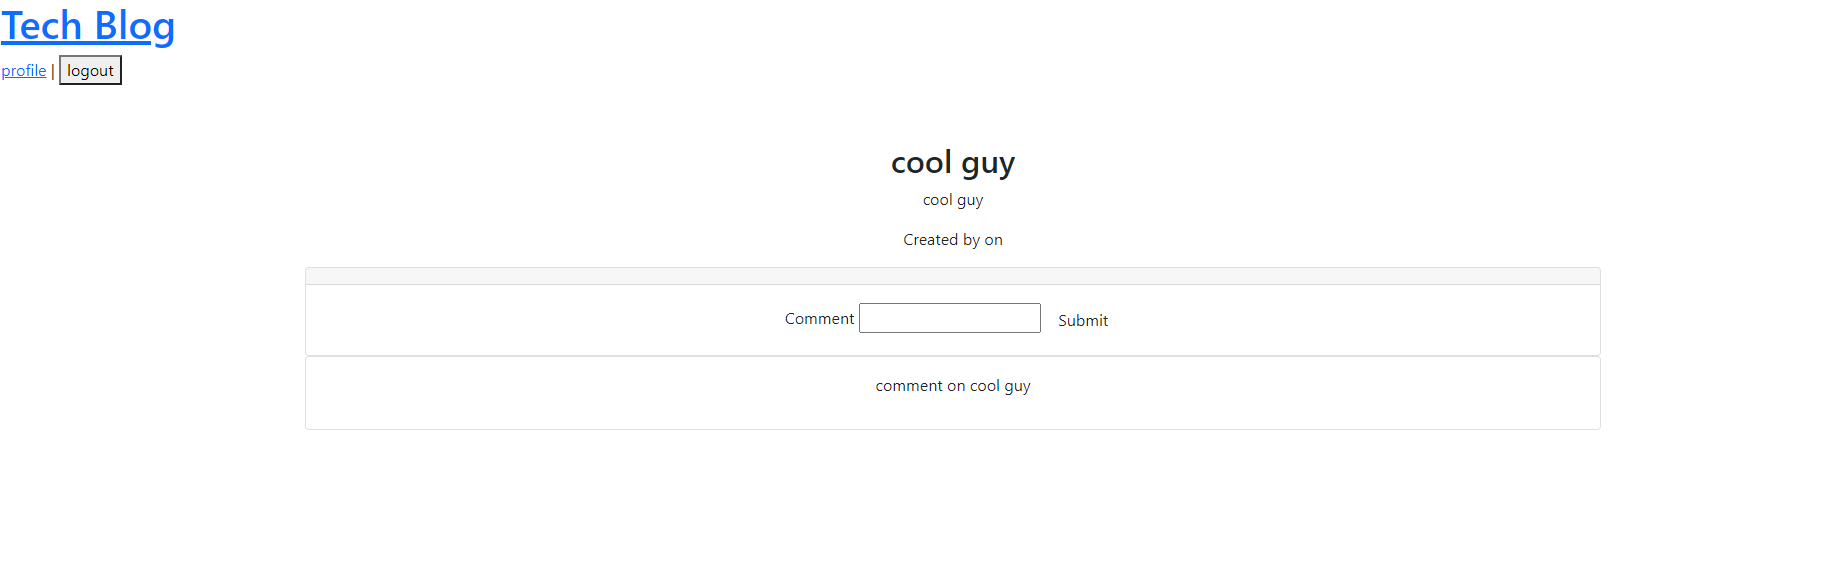 Tech Blog
profile | logout
cool guy
cool guy
Created by on
Comment Submit
comment on cool guy